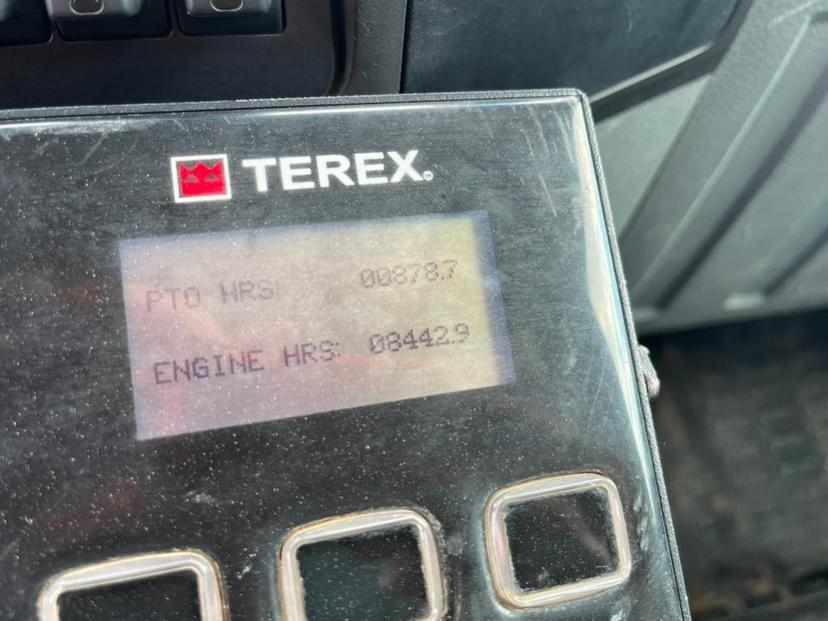 TEREX
PTO HRS: 00878.7
ENGINE HRS: 08442.9